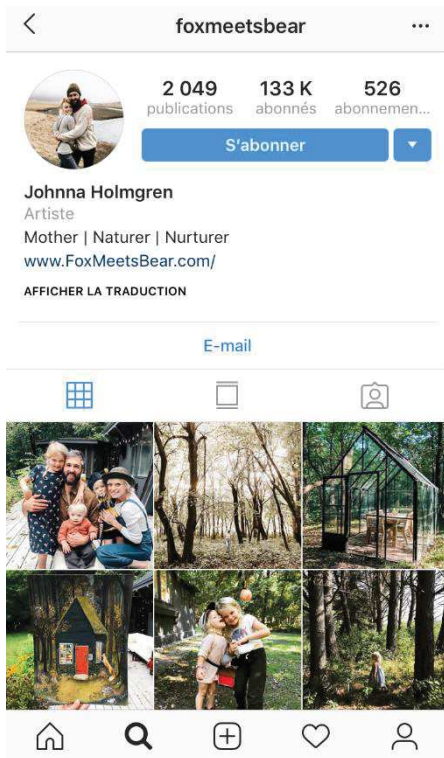 foxmeetsbear
2 049 133 K 526
publications abonnés abonnemen...
S'abonner
Johnna Holmgren
Artiste
Mother | Naturer | Nurturer
www.FoxMeetsBear.com/
AFFICHER LA TRADUCTION
E-mail